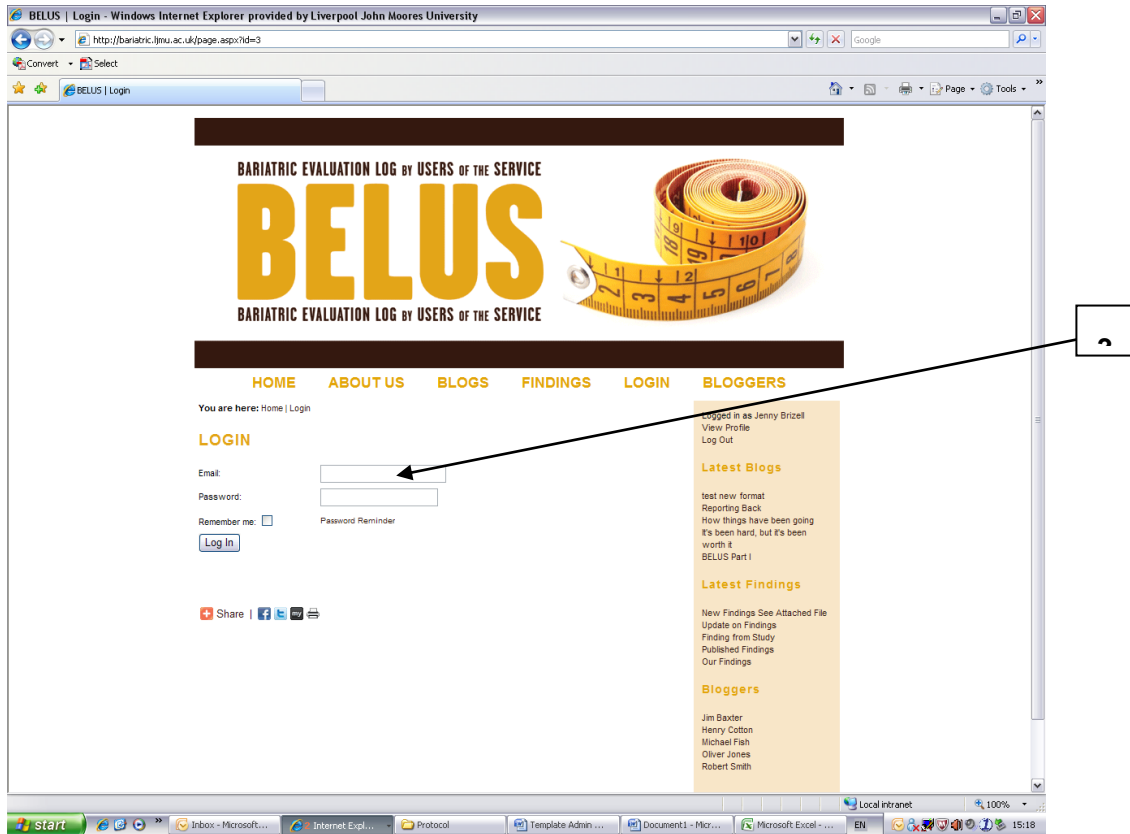 BELUS | Login - Windows Internet Explorer provided by Liverpool John Moores University
http://bariatric.ljmu.ac.uk/page.aspx?id=3
Google
Convert
Select
BELUS | Login
Page
Tools
BARIATRIC EVALUATION LOG BY USERS OF THE SERVICE
BELUS
BARIATRIC EVALUATION LOG BY USERS OF THE SERVICE
HOME ABOUT US BLOGS FINDINGS LOGIN BLOGGERS
You are here: Home | Login
LOGIN
Email:
Password:
Remember me:
Password Reminder
Log In
Share |
Logged in as Jenny Brizell
View Profile
Log Out
Latest Blogs
test new format
Reporting Back
How things have been going
It's been hard, but it's been
worth it
BELUS Part I
Latest Findings
New Findings See Attached File
Update on Findings
Finding from Study
Published Findings
Our Findings
Bloggers
Jim Baxter
Henry Cotton
Michael Fish
Oliver Jones
Robert Smith
Local intranet
100%
start
Inbox - Microsoft...
Internet Expl...
Protocol
Template Admin ...
Document1 - Micr...
Microsoft Excel - ...
EN
15:18